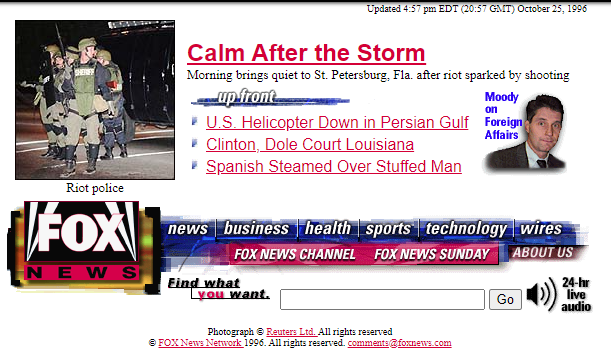 Updated 4:57 pm EDT (20:57 GMT) October 25, 1996
SHERIFF
Calm After the Storm
Morning brings quiet to St. Petersburg, Fla. after riot sparked by shooting
up front
U.S. Helicopter Down in Persian Gulf
Clinton, Dole Court Louisiana
Spanish Steamed Over Stuffed Man
Moody
on
Foreign
Affairs
Riot police
FOX
NEWS
news business health sports technology wires
FOX NEWS CHANNEL FOX NEWS SUNDAY ABOUT US
Find what
you want.
Go
24-hr
live
audio
Photograph © Reuters Ltd. All rights reserved
© FOX News Network 1996. All rights reserved. comments@foxnews.com